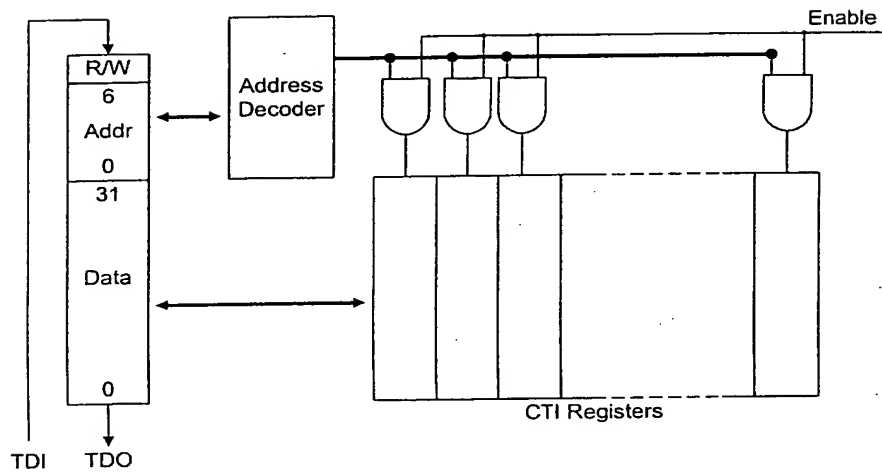 Enable
R/W
6
Addr
0
Address
Decoder
31
Data
0
CTI Registers
TDI
TDO